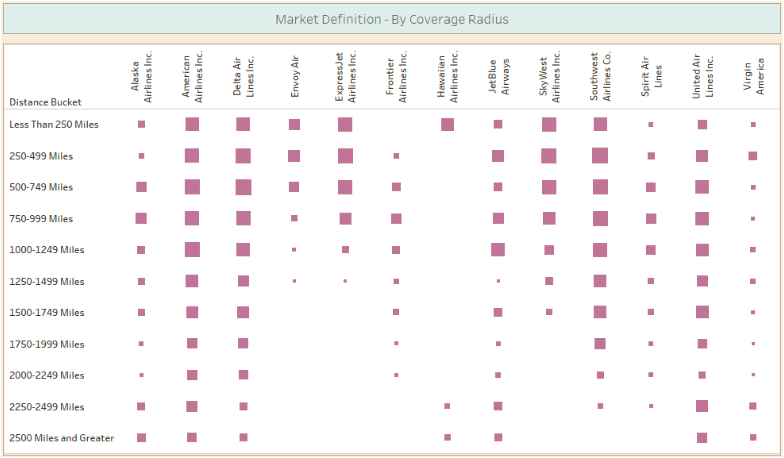 Market Definition - By Coverage Radius
Distance Bucket
Alaska
Airlines Inc.
American
Airlines Inc.
Delta Air
Lines Inc.
Envoy Air
ExpressJet
Airlines Inc.
Frontier
Airlines Inc.
Hawaiian
Airlines Inc.
JetBlue
Airways
SkyWest
Airlines Inc.
Southwest
Airlines Co.
Spirit Air
Lines
United Air
Lines Inc.
Virgin
America
Less Than 250 Miles
250-499 Miles
500-749 Miles
750-999 Miles
1000-1249 Miles
1250-1499 Miles
1500-1749 Miles
1750-1999 Miles
2000-2249 Miles
2250-2499 Miles
2500 Miles and Greater